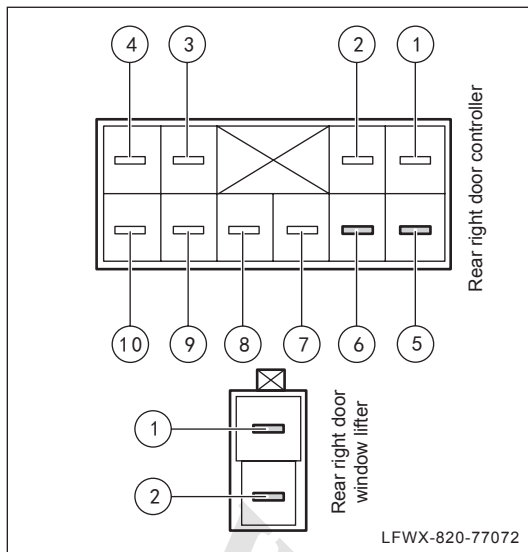 4 3 2 1
Rear right door controller
10 9 8 7 6 5
1
2
Rear right door
window lifter
LFWX-820-77072